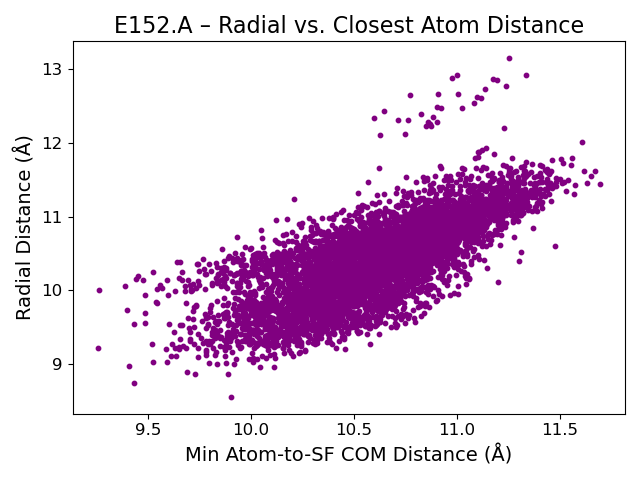 E152.A – Radial vs. Closest Atom Distance
Radial Distance (Å)
13
12
11
10
9
9.5 10.0 10.5 11.0 11.5
Min Atom-to-SF COM Distance (Å)